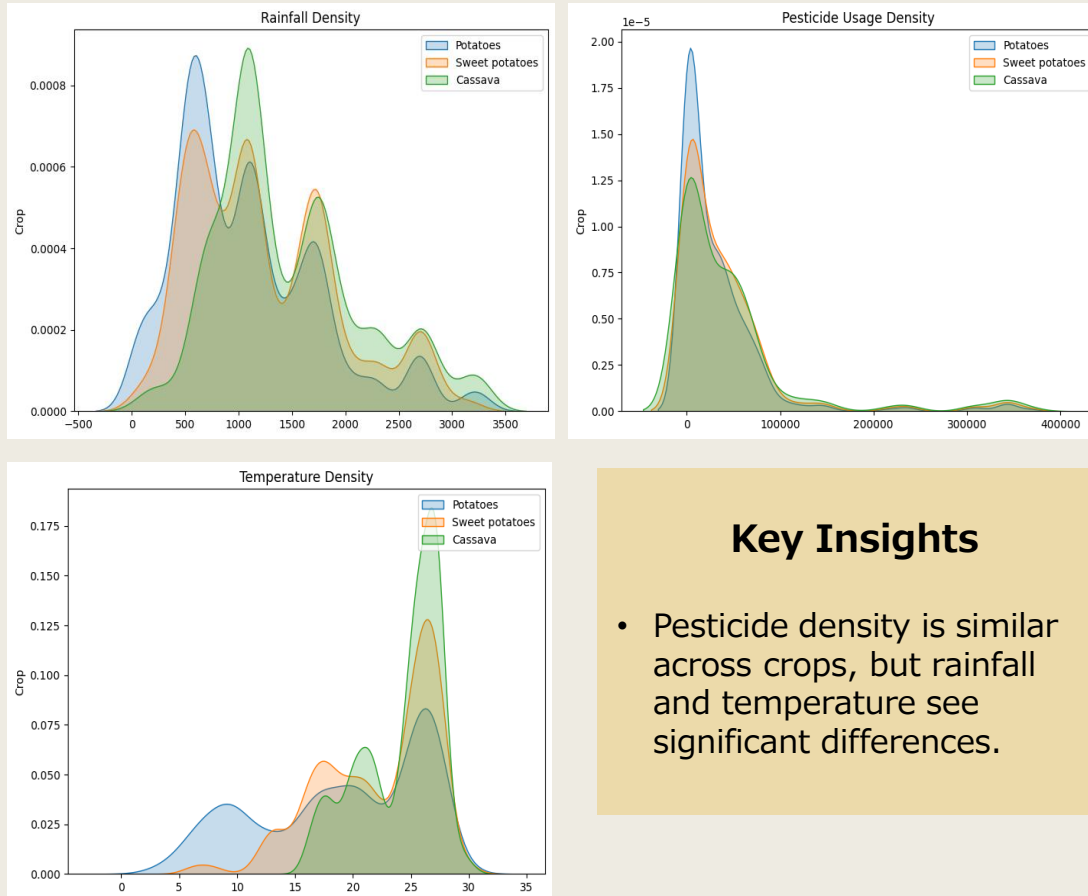 Rainfall Density
Crop
0.0008
0.0006
0.0004
0.0002
0.0000
−500 0 500 1000 1500 2000 2500 3000 3500
Potatoes
Sweet potatoes
Cassava
Pesticide Usage Density
1e−5
Crop
2.00
1.75
1.50
1.25
1.00
0.75
0.50
0.25
0.00
0 100000 200000 300000 400000
Potatoes
Sweet potatoes
Cassava
Temperature Density
Crop
0.175
0.150
0.125
0.100
0.075
0.050
0.025
0.000
0 5 10 15 20 25 30 35
Potatoes
Sweet potatoes
Cassava
Key Insights
• Pesticide density is similar
across crops, but rainfall
and temperature see
significant differences.